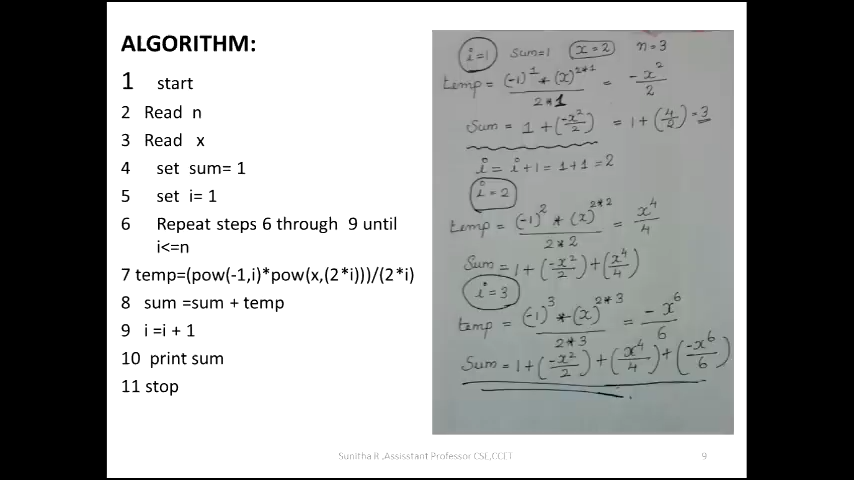 ALGORITHM:
1 start
2 Read n
3 Read x
4 set sum= 1
5 set i= 1
6 Repeat steps 6 through 9 until
i<=n
7 temp=(pow(-1,i)*pow(x,(2*i)))/(2*i)
8 sum =sum + temp
9 i =i + 1
10 print sum
11 stop
i=1 Sum=1 x=2 n=3
temp= (-1)^1 * (x)^2*1 / 2*1 = -x^2 / 2
Sum = 1 + (-x^2/2) = 1+(4/2) = 3
i = i+1 = 1+1 = 2
i=2
temp= (-1)^2 * (x)^2*2 / 2*2 = x^4 / 4
Sum = 1+(-x^2/2)+(x^4/4)
i=3
temp= (-1)^3 * (x)^2*3 / 2*3 = -x^6 / 6
Sum = 1+(-x^2/2)+(x^4/4)+(-x^6/6)
Sunitha R ,Assisstant Professor CSE,CCET 9